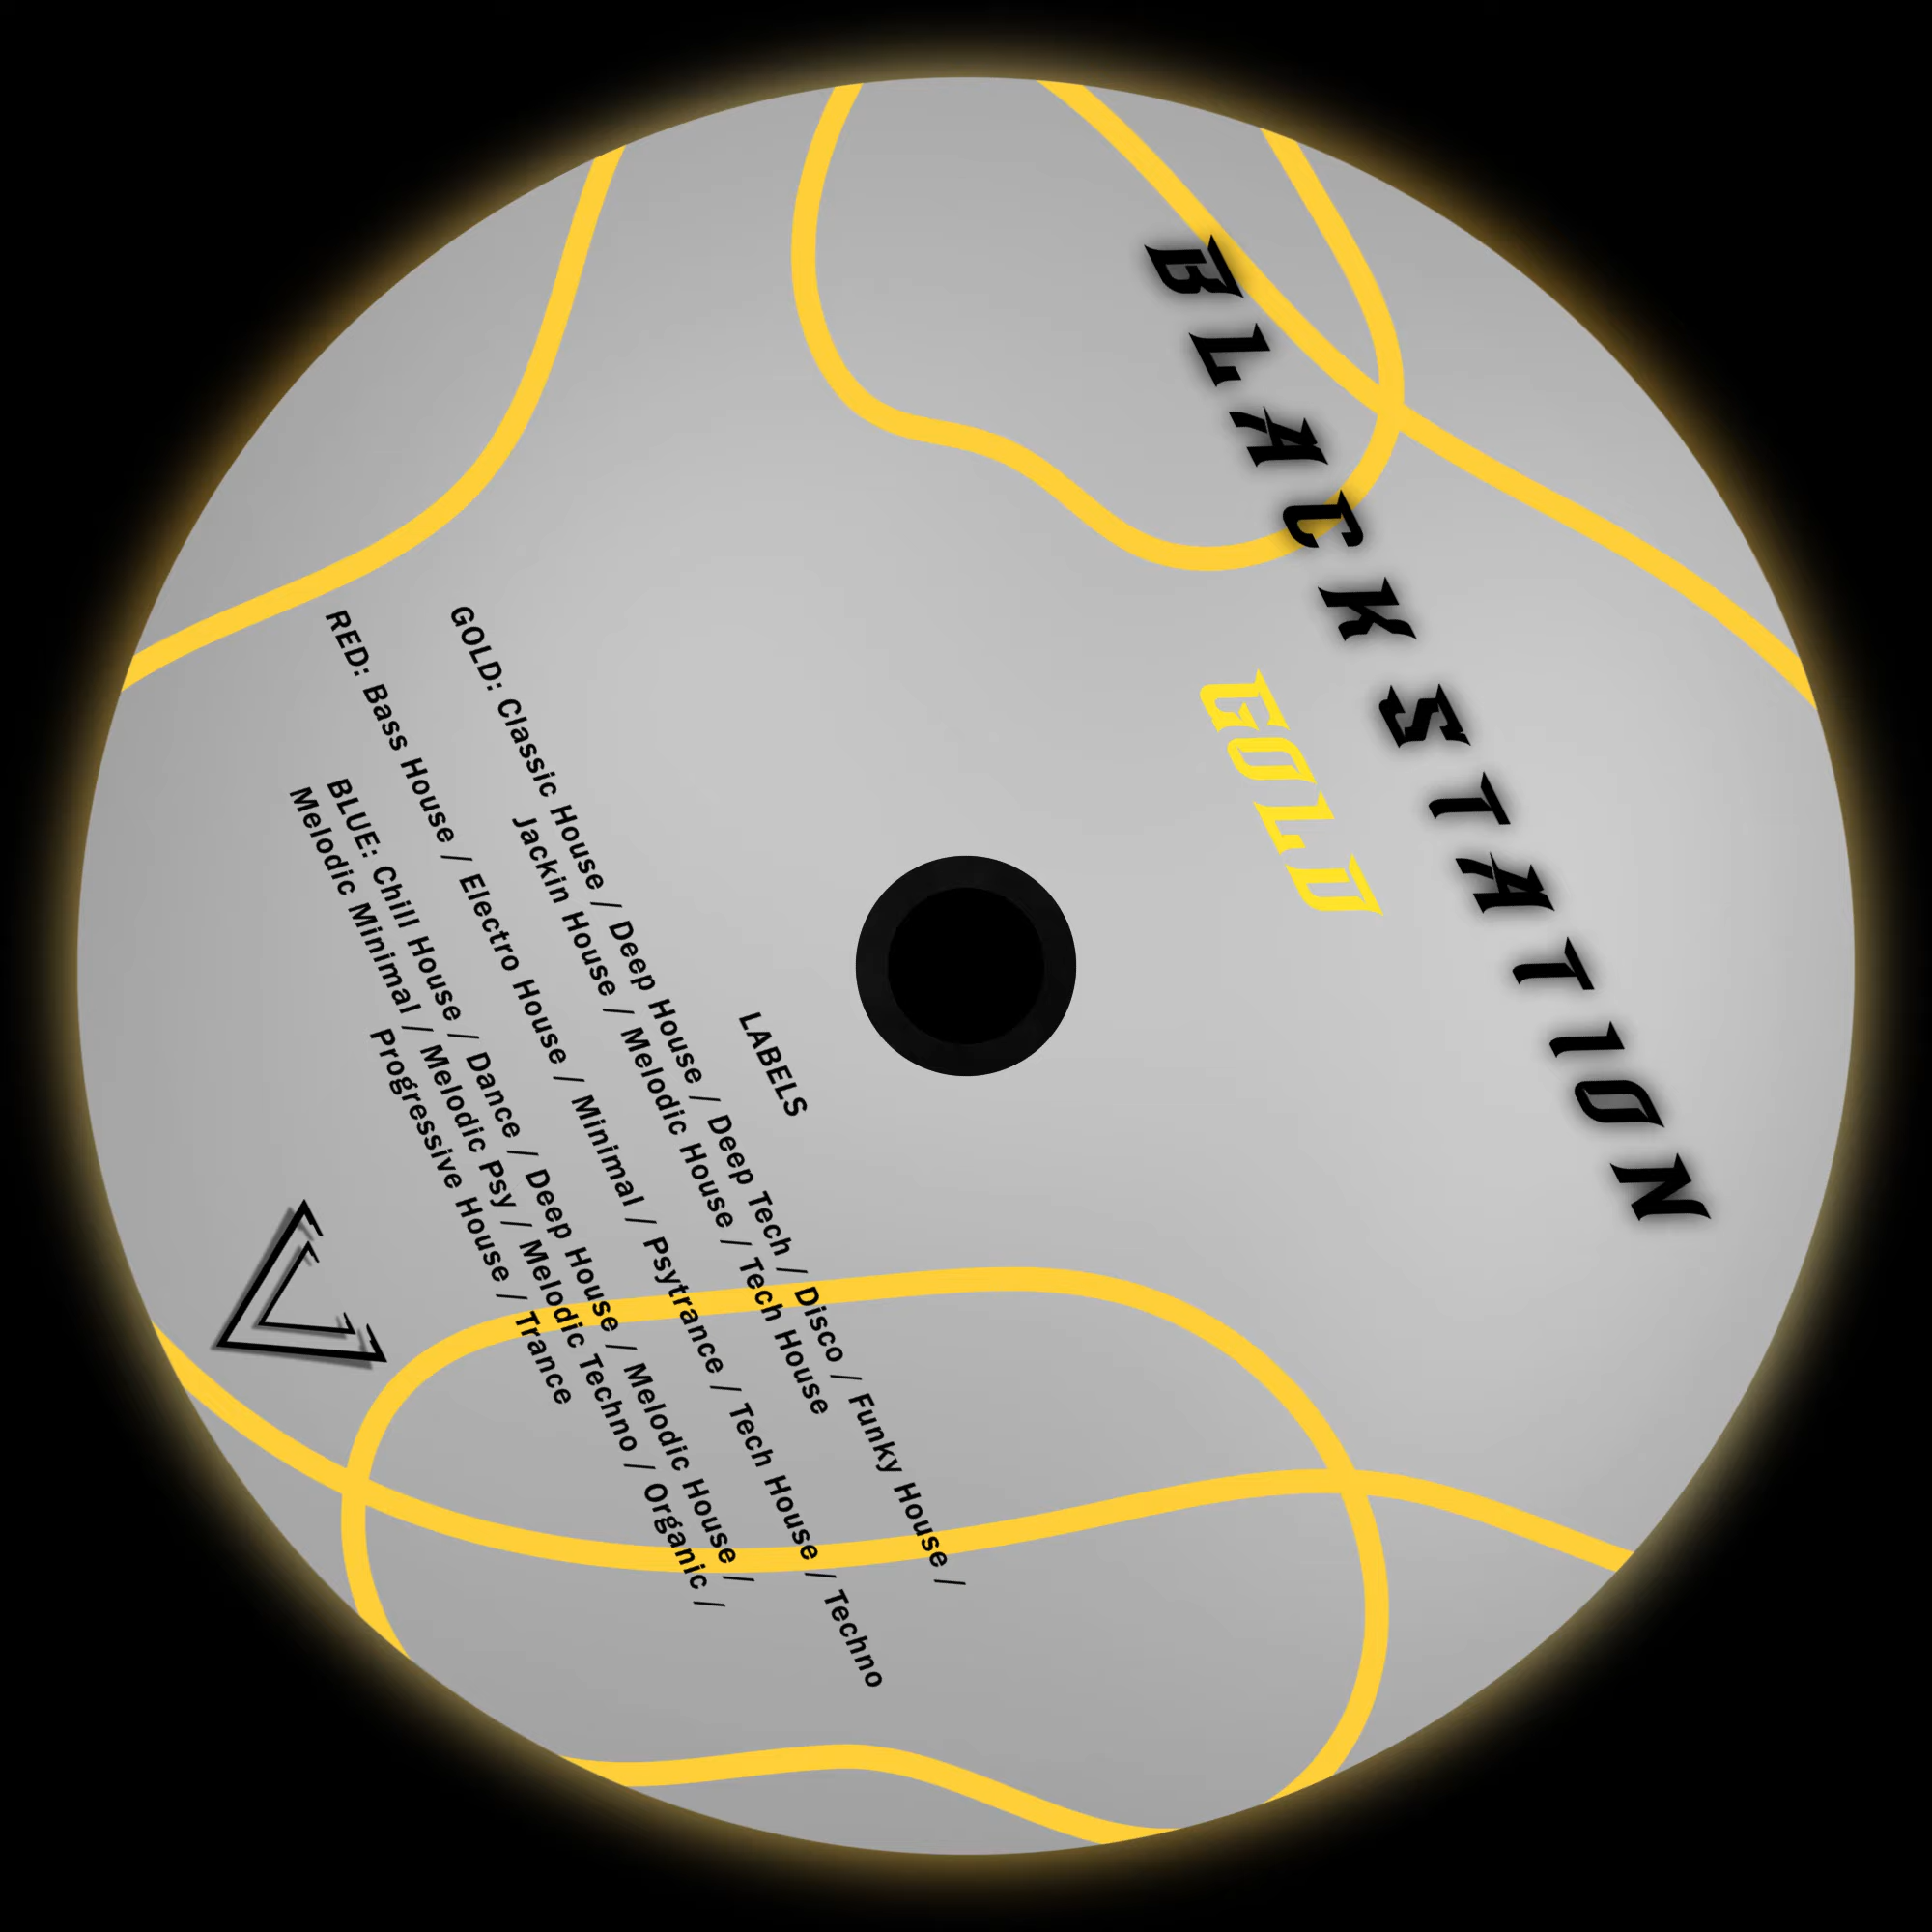 BLACK STATION
GOLD
LABELS
GOLD: Classic House / Deep House / Deep Tech / Disco / Funky House /
Jackin House / Melodic House / Tech House
RED: Bass House / Electro House / Minimal / Psytrance / Tech House / Techno
BLUE: Chill House / Dance / Deep House / Melodic House /
Melodic Minimal / Melodic Psy / Melodic Techno / Organic /
Progressive House / Trance